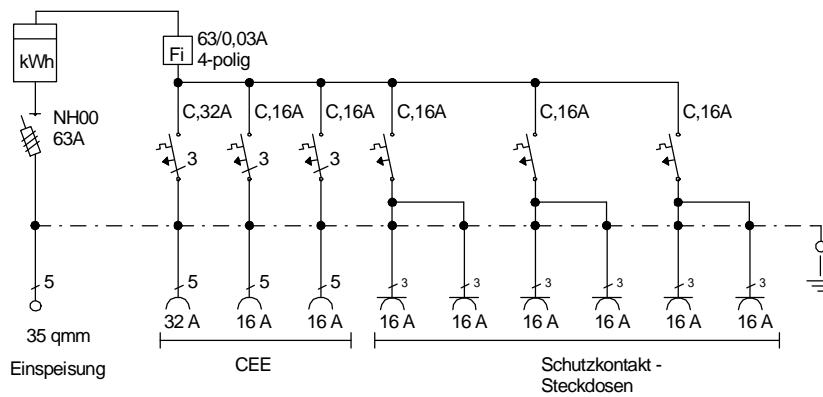 63/0,03A
4-polig
kWh
Fi
NH00
63A
C,32A
C,16A
C,16A
C,16A
C,16A
C,16A
3
3
3
5
5
5
5
3
3
3
3
3
3
32 A
16 A
16 A
16 A
16 A
16 A
16 A
16 A
16 A
35 qmm
Einspeisung
CEE
Schutzkontakt -
Steckdosen